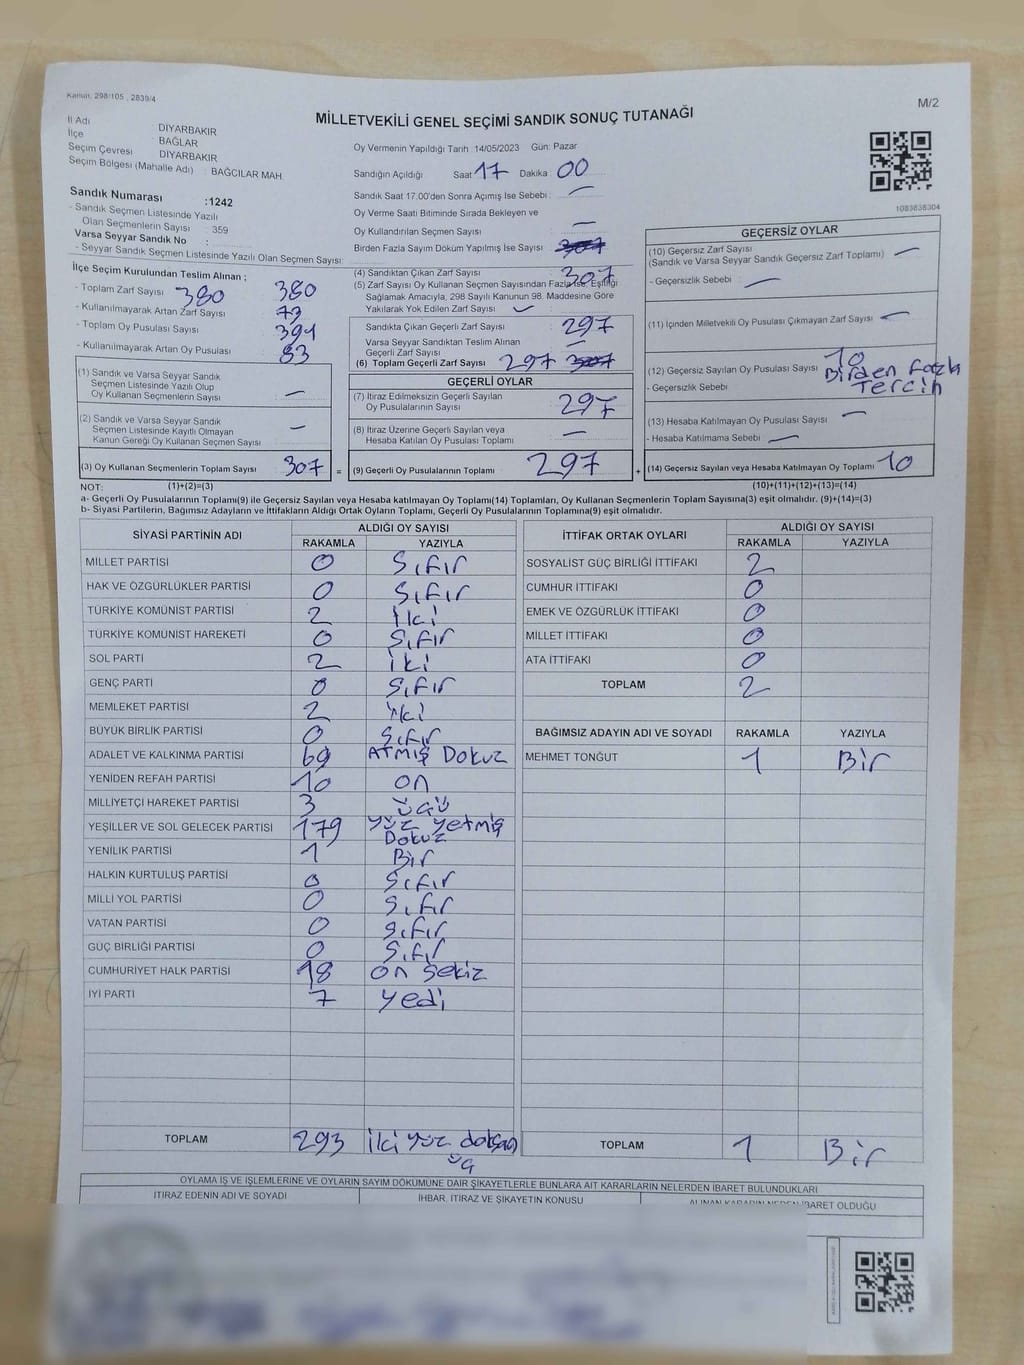 Kanun, 298/105 , 2839/4
M/2
MİLLETVEKİLİ GENEL SEÇİMİ SANDIK SONUÇ TUTANAĞI
İl Adı DİYARBAKIR
İlçe BAĞLAR
Seçim Çevresi DİYARBAKIR
Seçim Bölgesi (Mahalle Adı) : BAĞCILAR MAH.
Sandık Numarası :1242
- Sandık Seçmen Listesinde Yazılı
Olan Seçmenlerin Sayısı : 359
Varsa Seyyar Sandık No :
- Seyyar Sandık Seçmen Listesinde Yazılı Olan Seçmen Sayısı:
Oy Vermenin Yapıldığı Tarih :14/05/2023 Gün: Pazar
Sandığın Açıldığı Saat 17 Dakika 00
Sandık Saat 17.00'den Sonra Açımış İse Sebebi : —
Oy Verme Saati Bitiminde Sırada Bekleyen ve
Oy Kullandırılan Seçmen Sayısı : —
Birden Fazla Sayım Döküm Yapılmış İse Sayısı 307
1083838304
İlçe Seçim Kurulundan Teslim Alınan ;
- Toplam Zarf Sayısı 380 380
- Kullanılmayarak Artan Zarf Sayısı : 73
- Toplam Oy Pusulası Sayısı : 391
- Kullanılmayarak Artan Oy Pusulası : 83
(1) Sandık ve Varsa Seyyar Sandık
Seçmen Listelerinde Yazılı Olup
Oy Kullanan Seçmenlerin Sayısı : —
(2) Sandık ve Varsa Seyyar Sandık
Seçmen Listelerinde Kayıtlı Olmayan
Kanun Gereği Oy Kullanan Seçmen Sayısı : —
(3) Oy Kullanan Seçmenlerin Toplam Sayısı 307 =
(4) Sandıktan Çıkan Zarf Sayısı : 307
(5) Zarf Sayısı Oy Kullanan Seçmen Sayısından Fazla İse, Eşitliği
Sağlamak Amacıyla, 298 Sayılı Kanunun 98. Maddesine Göre
Yakılarak Yok Edilen Zarf Sayısı :
Sandıkta Çıkan Geçerli Zarf Sayısı : 297
Varsa Seyyar Sandıktan Teslim Alınan —
Geçerli Zarf Sayısı
(6) Toplam Geçerli Zarf Sayısı 297 307
GEÇERLİ OYLAR
(7) İtiraz Edilmeksizin Geçerli Sayılan
Oy Pusulalarının Sayısı : 297
(8) İtiraz Üzerine Geçerli Sayılan veya
Hesaba Katılan Oy Pusulası Toplamı : —
(9) Geçerli Oy Pusulalarının Toplamı 297 +
GEÇERSİZ OYLAR
(10) Geçersiz Zarf Sayısı
(Sandık ve Varsa Seyyar Sandık Geçersiz Zarf Toplamı) : —
- Geçersizlik Sebebi : —
(11) İçinden Milletvekili Oy Pusulası Çıkmayan Zarf Sayısı : —
(12) Geçersiz Sayılan Oy Pusulası Sayısı : 10
- Geçersizlik Sebebi : Birden Fazla Tercih
(13) Hesaba Katılmayan Oy Pusulası Sayısı : —
- Hesaba Katılmama Sebebi : —
(14) Geçersiz Sayılan veya Hesaba Katılmayan Oy Toplamı 10
NOT: (1)+(2)=(3) (10)+(11)+(12)+(13)=(14)
a- Geçerli Oy Pusulalarının Toplamı(9) ile Geçersiz Sayılan veya Hesaba katılmayan Oy Toplamı(14) Toplamları, Oy Kullanan Seçmenlerin Toplam Sayısına(3) eşit olmalıdır. (9)+(14)=(3)
b- Siyasi Partilerin, Bağımsız Adayların ve İttifakların Aldığı Ortak Oyların Toplamı, Geçerli Oy Pusulalarının Toplamına(9) eşit olmalıdır.
SİYASİ PARTİNİN ADI ALDIĞI OY SAYISI
RAKAMLA YAZIYLA
MİLLET PARTİSİ 0 Sıfır
HAK VE ÖZGÜRLÜKLER PARTİSİ 0 Sıfır
TÜRKİYE KOMÜNİST PARTİSİ 2 İki
TÜRKİYE KOMÜNİST HAREKETİ 0 Sıfır
SOL PARTİ 2 iki
GENÇ PARTİ 0 Sıfır
MEMLEKET PARTİSİ 2 iki
BÜYÜK BİRLİK PARTİSİ 0 Sıfır
ADALET VE KALKINMA PARTİSİ 69 ATMIŞ Dokuz
YENİDEN REFAH PARTİSİ 10 on
MİLLİYETÇİ HAREKET PARTİSİ 3 üçü
YEŞİLLER VE SOL GELECEK PARTİSİ 179 yüz yetmiş Dokuz
YENİLİK PARTİSİ 1 Bir
HALKIN KURTULUŞ PARTİSİ 0 Sıfır
MİLLİ YOL PARTİSİ 0 Sıfır
VATAN PARTİSİ 0 Sıfır
GÜÇ BİRLİĞİ PARTİSİ 0 Sıfır
CUMHURİYET HALK PARTİSİ 18 on Sekiz
İYİ PARTİ 7 yedi
TOPLAM 293 iki yüz doksan üç
İTTİFAK ORTAK OYLARI ALDIĞI OY SAYISI
RAKAMLA YAZIYLA
SOSYALİST GÜÇ BİRLİĞİ İTTİFAKI 2
CUMHUR İTTİFAKI 0
EMEK VE ÖZGÜRLÜK İTTİFAKI 0
MİLLET İTTİFAKI 0
ATA İTTİFAKI 0
TOPLAM 2
BAĞIMSIZ ADAYIN ADI VE SOYADI RAKAMLA YAZIYLA
MEHMET TONĞUT 1 Bir
TOPLAM 1 Bir
OYLAMA İŞ VE İŞLEMLERİNE VE OYLARIN SAYIM DÖKÜMÜNE DAİR ŞİKAYETLERLE BUNLARA AİT KARARLARIN NELERDEN İBARET BULUNDUKLARI
İTİRAZ EDENİN ADI VE SOYADI İHBAR, İTİRAZ VE ŞİKAYETİN KONUSU ALINAN KARARIN NEDEN İBARET OLDUĞU